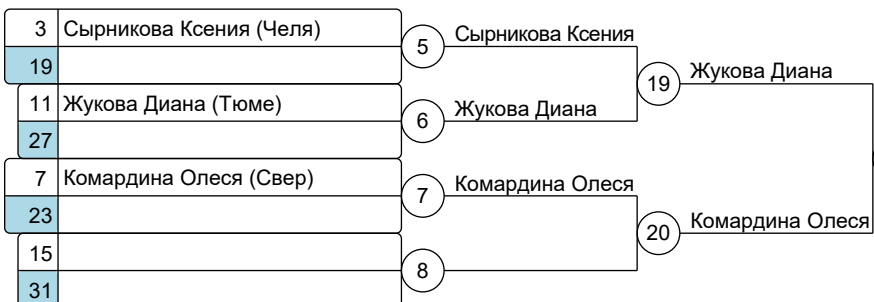 3 Сырникова Ксения (Челя)
19
5 Сырникова Ксения
11 Жукова Диана (Тюме)
27
6 Жукова Диана
19 Жукова Диана
7 Комардина Олеся (Свер)
23
7 Комардина Олеся
15
31
8
20 Комардина Олеся